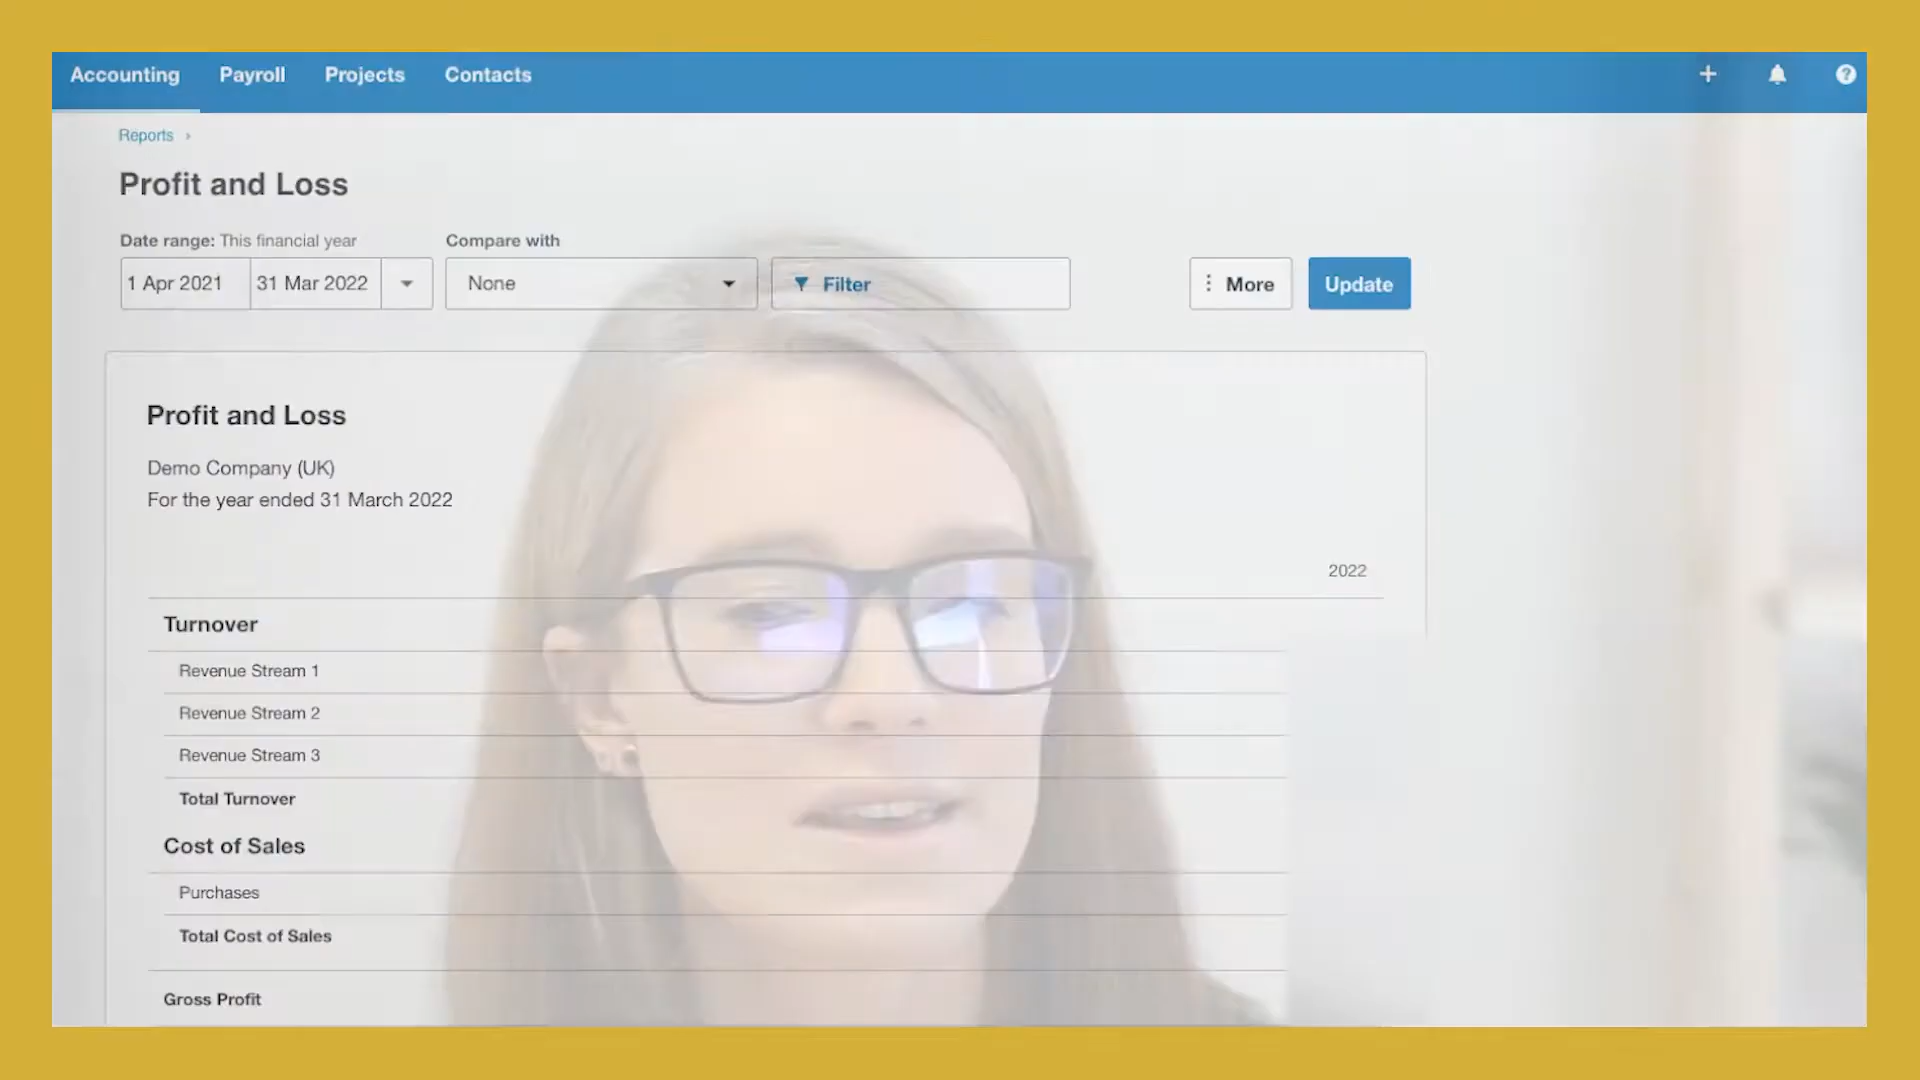 Accounting Payroll Projects Contacts
Reports ›
Profit and Loss
Date range: This financial year Compare with
1 Apr 2021 31 Mar 2022 None Filter More Update
Profit and Loss
Demo Company (UK)
For the year ended 31 March 2022
2022
Turnover
Revenue Stream 1
Revenue Stream 2
Revenue Stream 3
Total Turnover
Cost of Sales
Purchases
Total Cost of Sales
Gross Profit